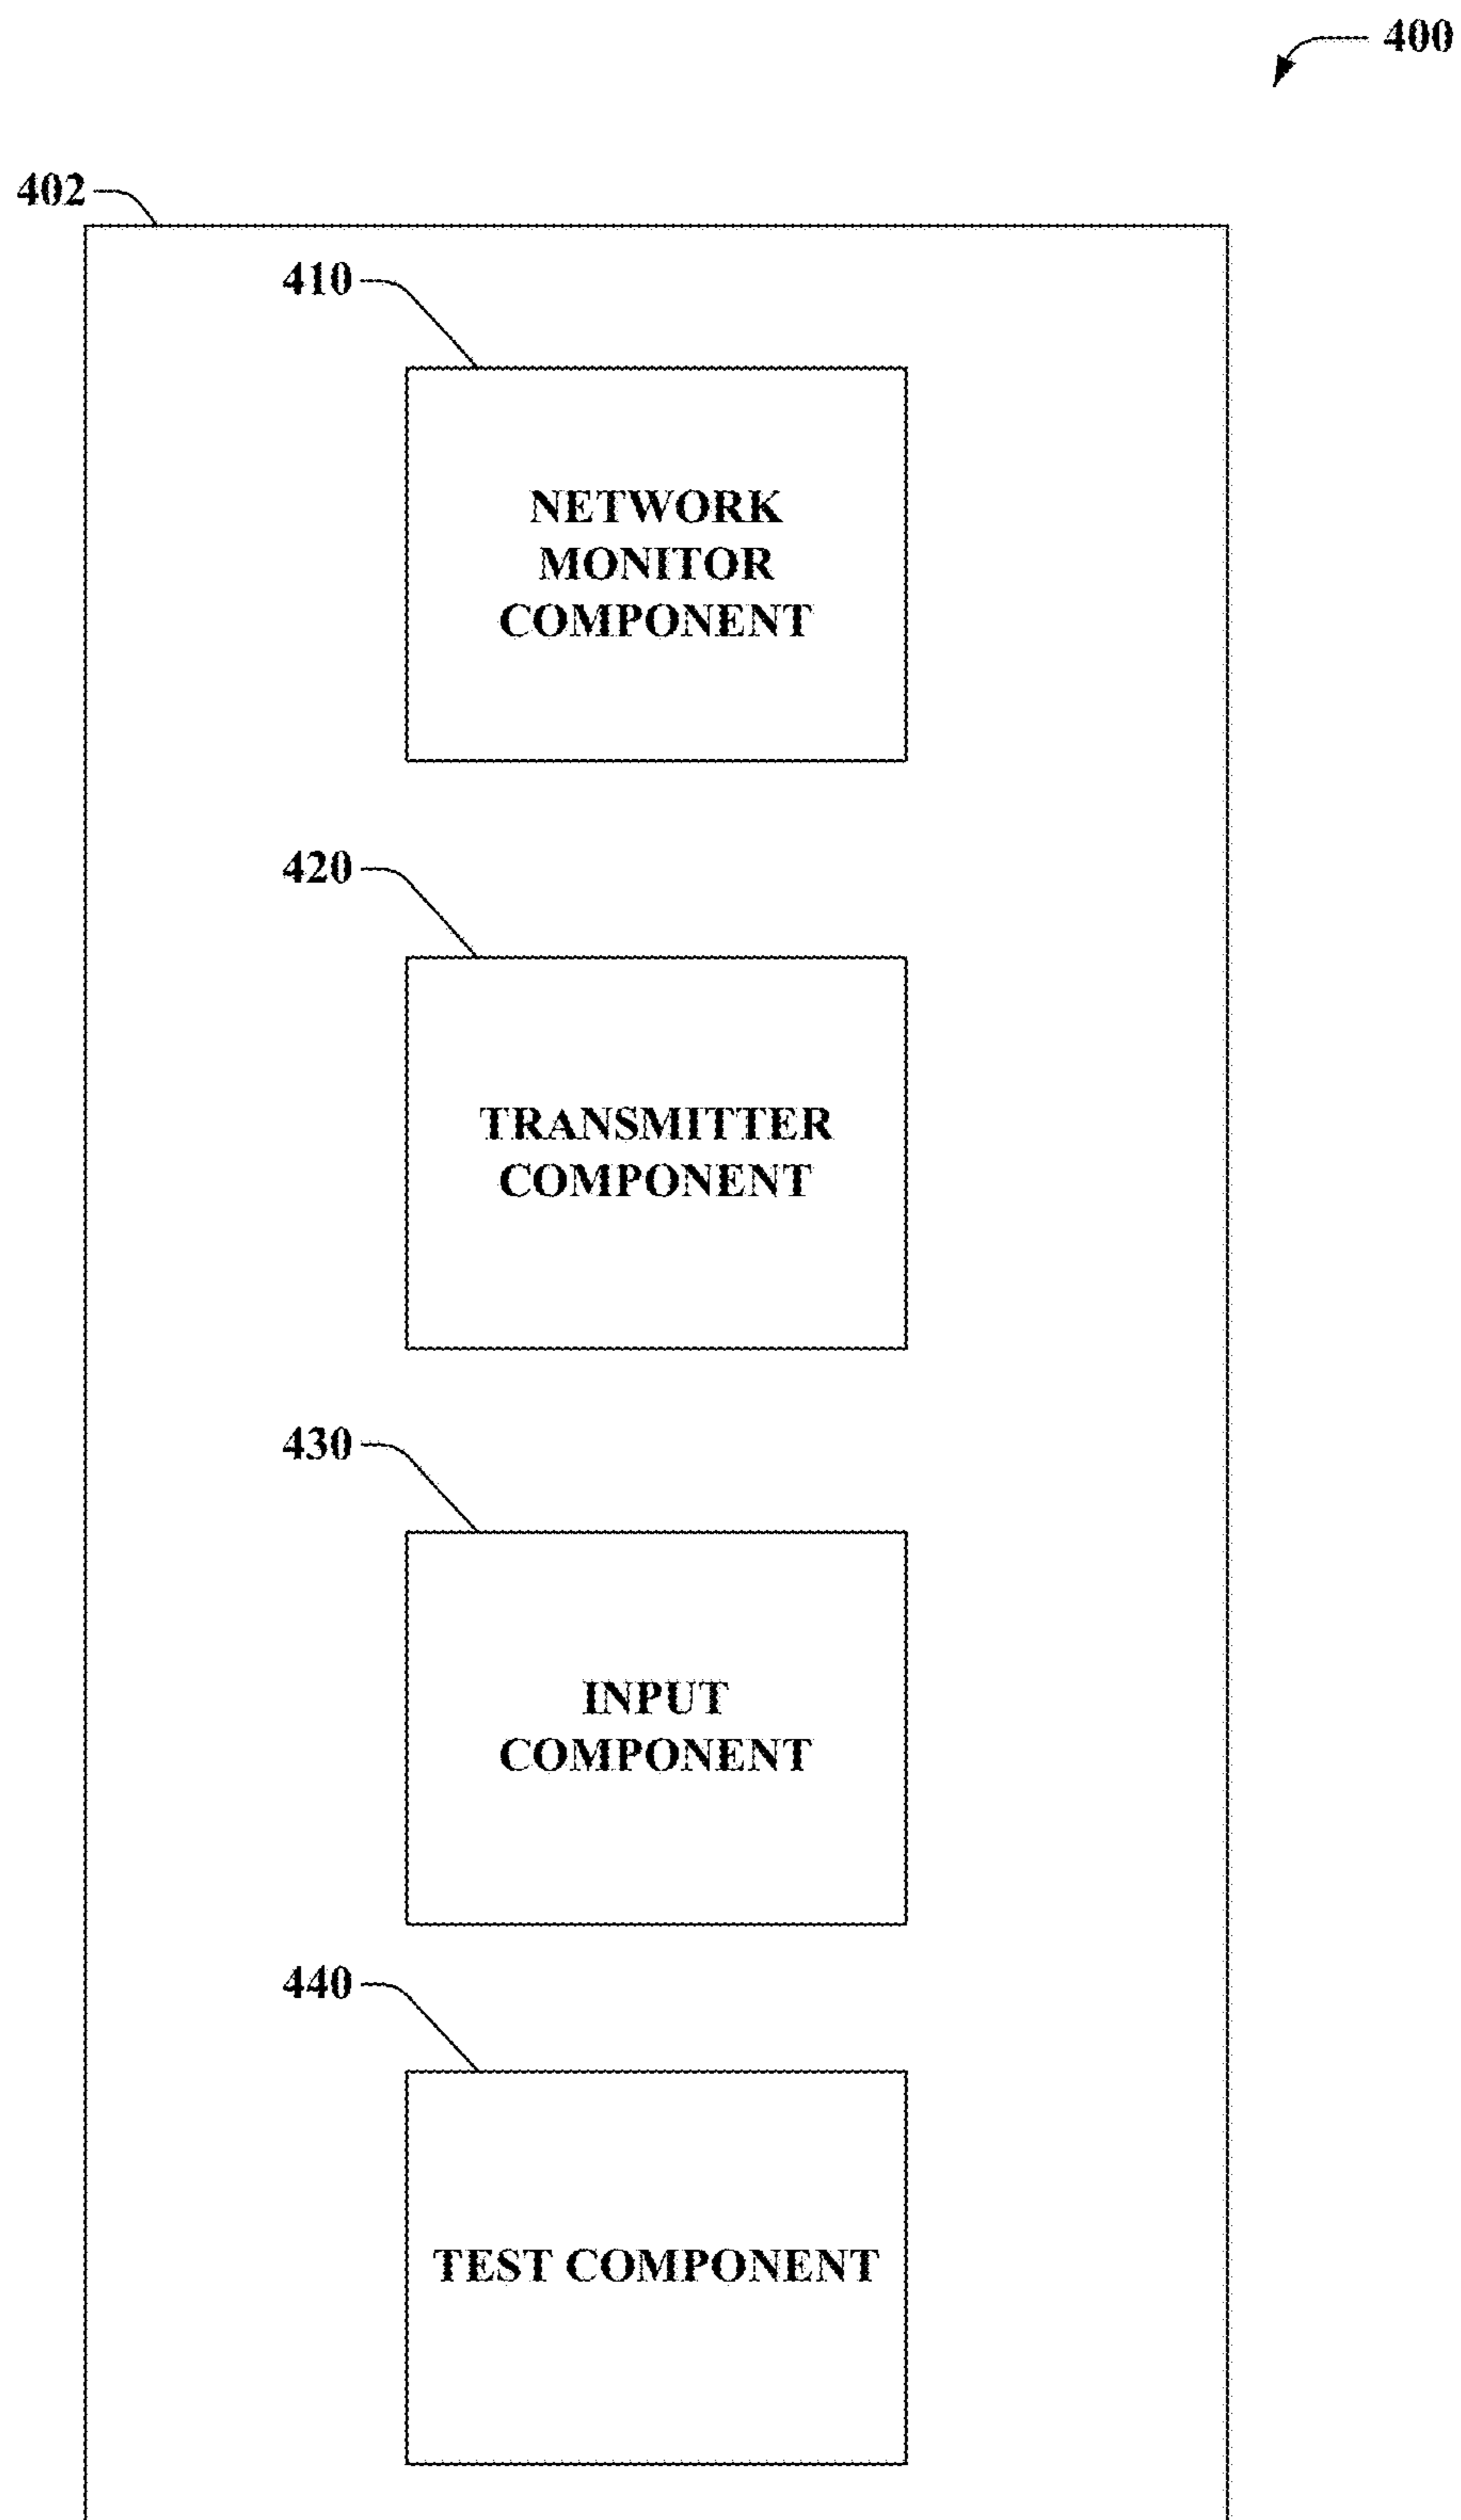 400
402
410
NETWORK
MONITOR
COMPONENT
420
TRANSMITTER
COMPONENT
430
INPUT
COMPONENT
440
TEST COMPONENT